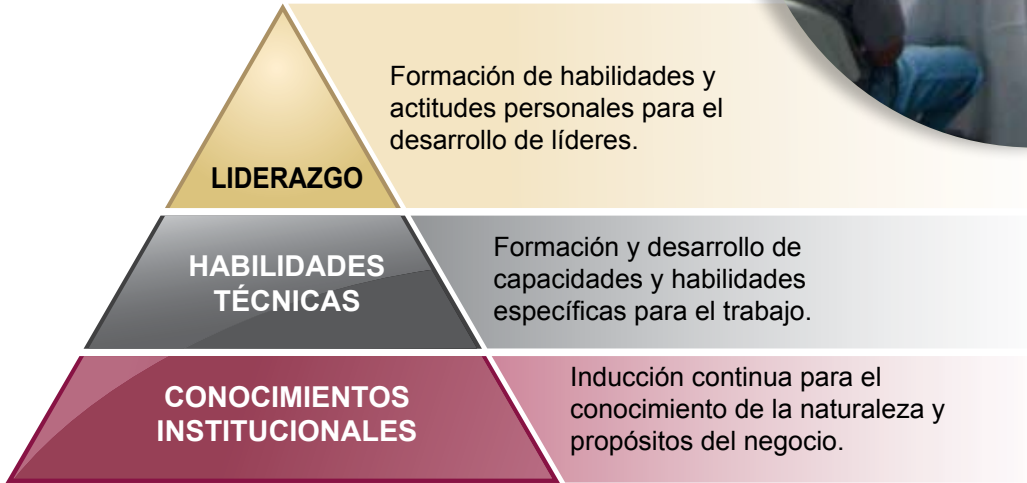 Formación de habilidades y
actitudes personales para el
desarrollo de líderes.
LIDERAZGO
Formación y desarrollo de
capacidades y habilidades
específicas para el trabajo.
HABILIDADES
TÉCNICAS
Inducción continua para el
conocimiento de la naturaleza y
propósitos del negocio.
CONOCIMIENTOS
INSTITUCIONALES